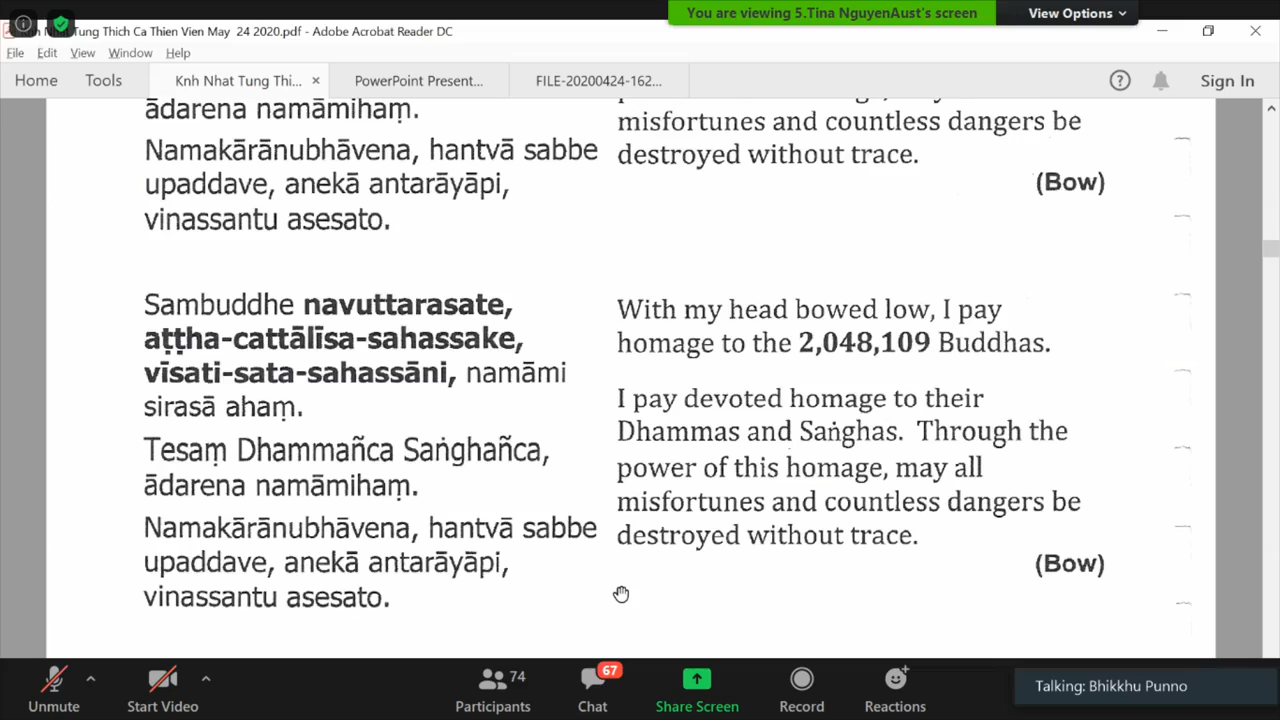 You are viewing 5.Tina NguyenAust's screen
View Options
Nhat Tung Thich Ca Thien Vien May 24 2020.pdf - Adobe Acrobat Reader DC
File Edit View Window Help
Home Tools Knh Nhat Tung Thi... × PowerPoint Present... FILE-20200424-162... Sign In
ādarena namāmihaṃ.
Namakārānubhāvena, hantvā sabbe
upaddave, anekā antarāyāpi,
vinassantu asesato.
misfortunes and countless dangers be
destroyed without trace.
(Bow)
Sambuddhe navuttarasate,
aṭṭha-cattālīsa-sahassake,
vīsati-sata-sahassāni, namāmi
sirasā ahaṃ.
Tesaṃ Dhammañca Saṅghañca,
ādarena namāmihaṃ.
Namakārānubhāvena, hantvā sabbe
upaddave, anekā antarāyāpi,
vinassantu asesato.
With my head bowed low, I pay
homage to the 2,048,109 Buddhas.
I pay devoted homage to their
Dhammas and Saṅghas. Through the
power of this homage, may all
misfortunes and countless dangers be
destroyed without trace.
(Bow)
Unmute
Start Video
74
Participants
67
Chat
Share Screen
Record
Reactions
Talking: Bhikkhu Punno